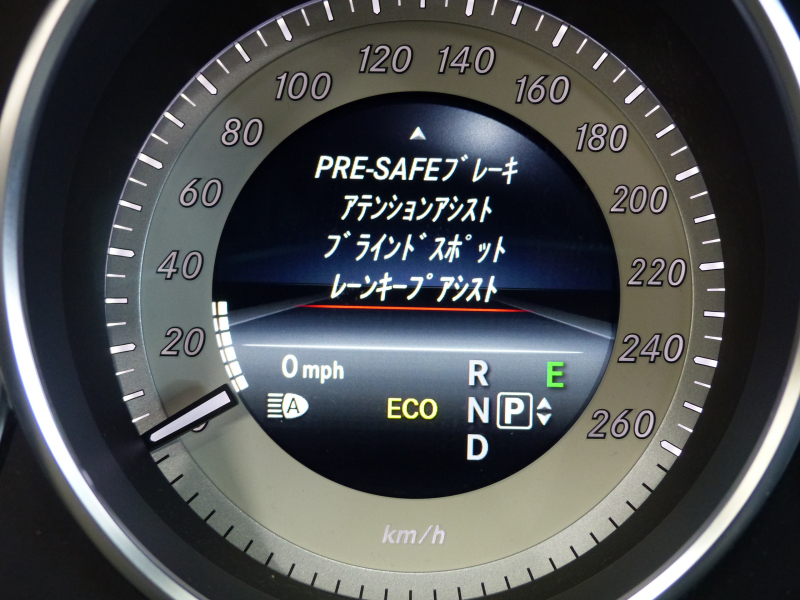 120 140
100 160
80 180
60 200
40 220
20 240
260
PRE-SAFEブレーキ
アテンションアシスト
ブラインドスポット
レーンキープアシスト
0 mph
R E
A ECO N P
D
km/h